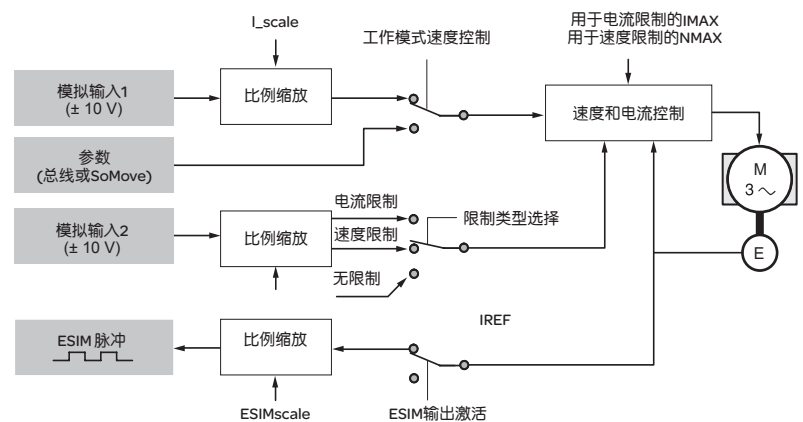 I_scale
工作模式速度控制
用于电流限制的IMAX
用于速度限制的NMAX
模拟输入1
(± 10 V)
比例缩放
速度和电流控制
参数
(总线或SoMove)
M
3 ~
电流限制
限制类型选择
模拟输入2
(± 10 V)
比例缩放
速度限制
E
无限制
IREF
ESIM 脉冲
比例缩放
ESIMscale
ESIM输出激活